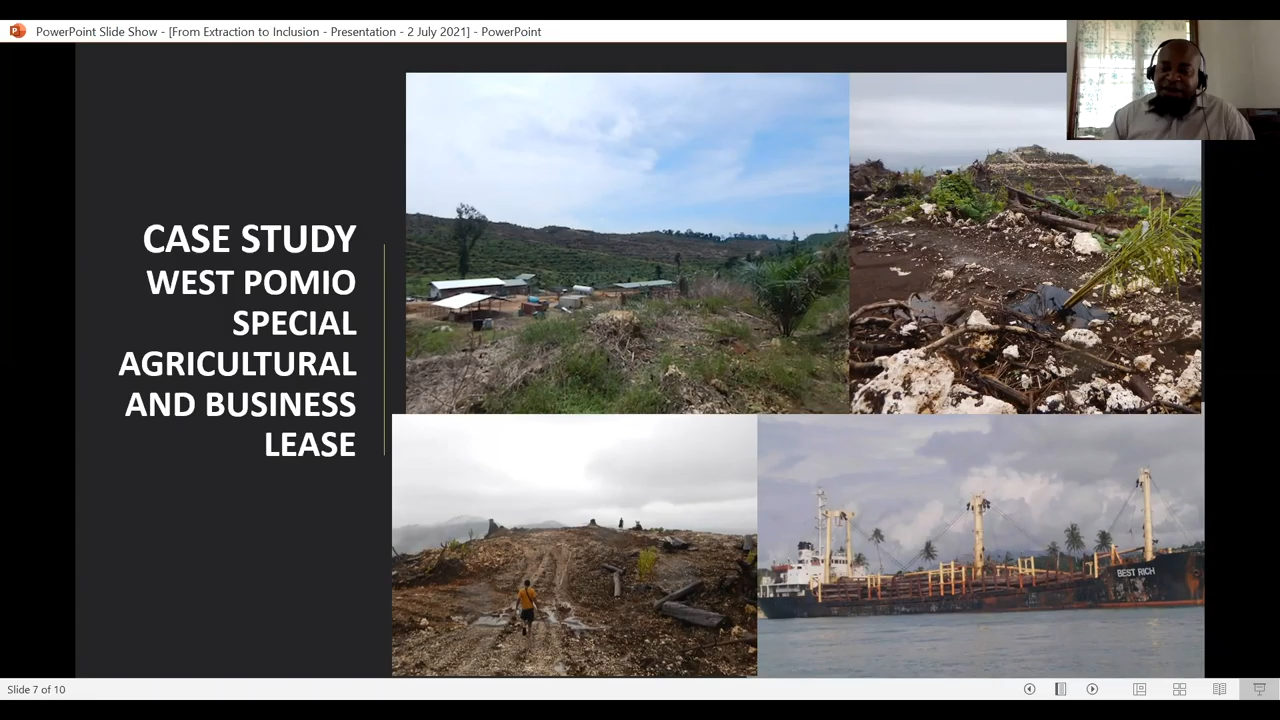 PowerPoint Slide Show - [From Extraction to Inclusion - Presentation - 2 July 2021] - PowerPoint
CASE STUDY
WEST POMIO
SPECIAL
AGRICULTURAL
AND BUSINESS
LEASE
BEST RICH
Slide 7 of 10